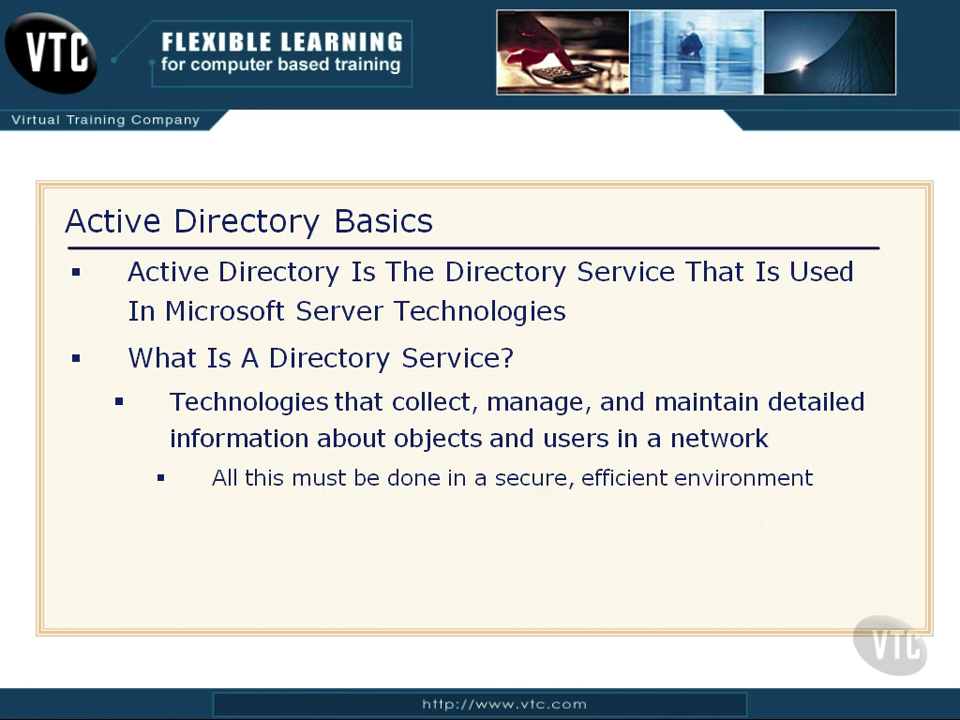 VTC
FLEXIBLE LEARNING
for computer based training
Virtual Training Company
Active Directory Basics
▪ Active Directory Is The Directory Service That Is Used
In Microsoft Server Technologies
▪ What Is A Directory Service?
▪ Technologies that collect, manage, and maintain detailed
information about objects and users in a network
▪ All this must be done in a secure, efficient environment
VTC
http://www.vtc.com